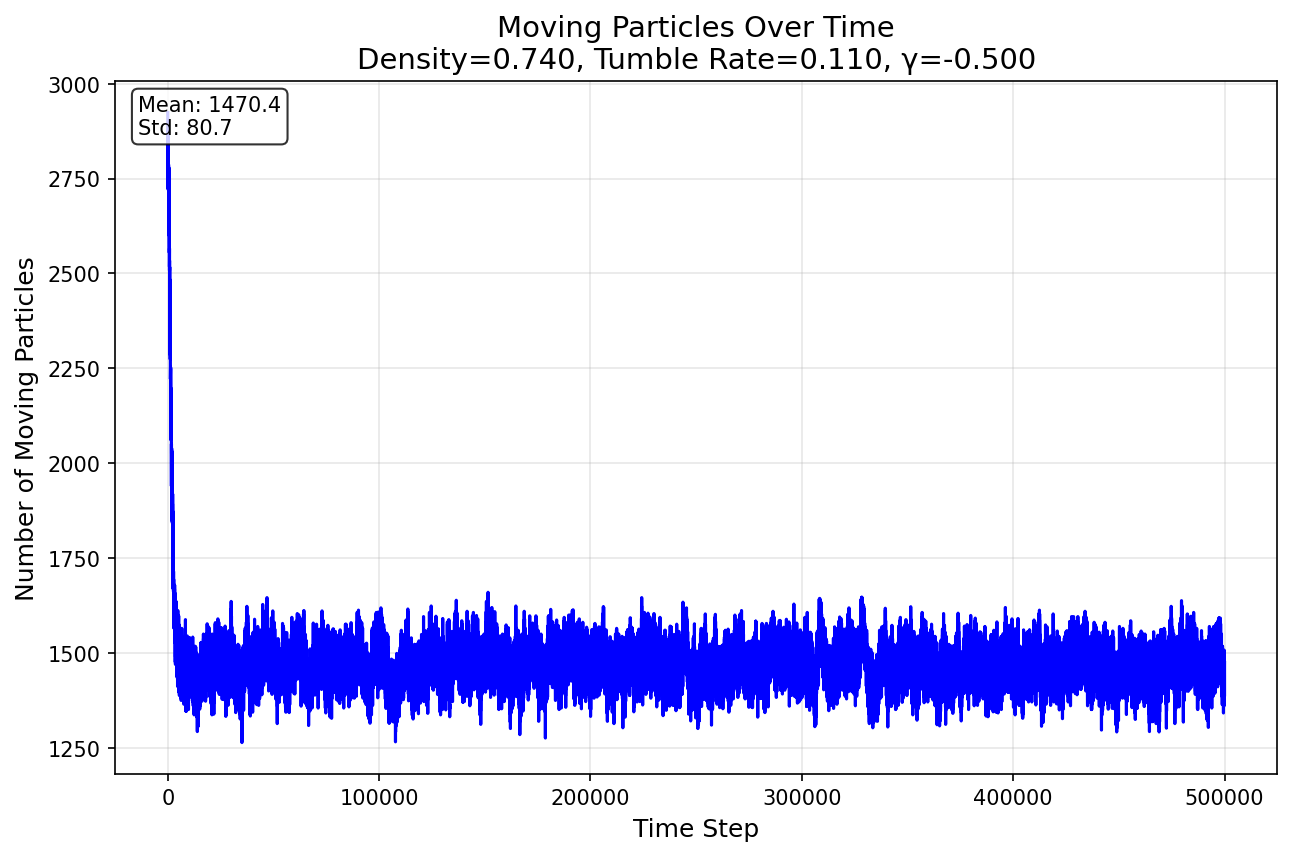 Moving Particles Over Time
Density=0.740, Tumble Rate=0.110, γ=-0.500
Mean: 1470.4
Std: 80.7
Number of Moving Particles
3000
2750
2500
2250
2000
1750
1500
1250
0 100000 200000 300000 400000 500000
Time Step